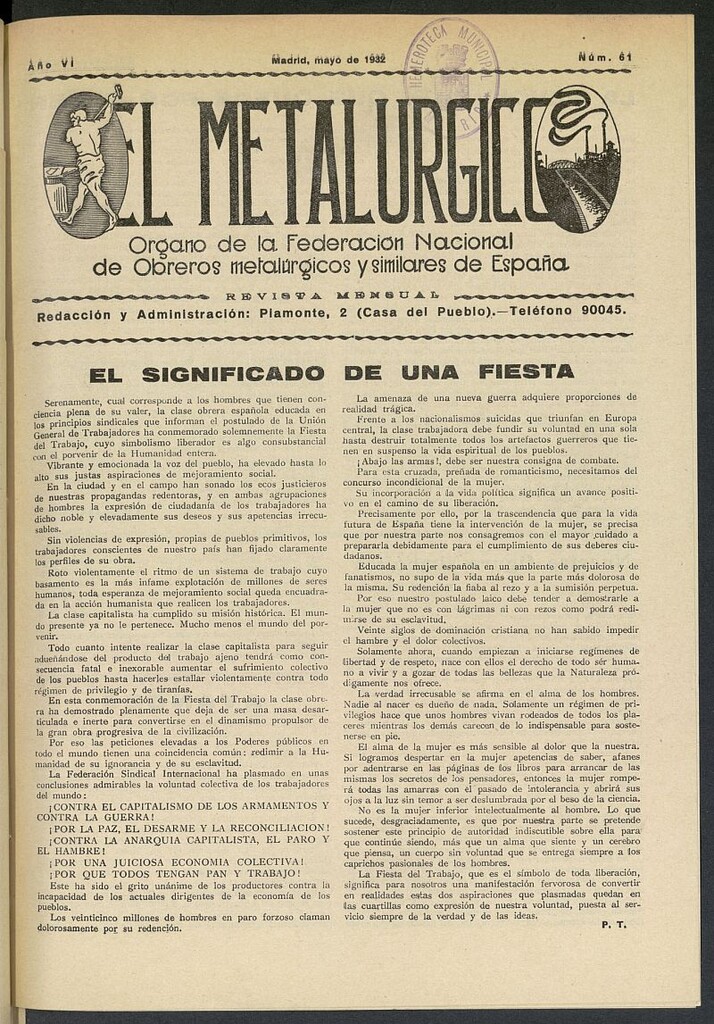 Año VI
Madrid, mayo de 1932
Núm. 61
HEMEROTECA MUNICIPAL
EL METALURGICO
Organo de la Federación Nacional
de Obreros metalúrgicos y similares de España
REVISTA MENSUAL
Redacción y Administración: Piamonte, 2 (Casa del Pueblo).—Teléfono 90045.
EL SIGNIFICADO DE UNA FIESTA
Serenamente, cual corresponde a los hombres que tienen con-
ciencia plena de su valer, la clase obrera española educada en
los principios sindicales que informan el postulado de la Unión
General de Trabajadores ha conmemorado solemnemente la Fiesta
del Trabajo, cuyo simbolismo liberador es algo consubstancial
con el porvenir de la Humanidad entera.
Vibrante y emocionada la voz del pueblo, ha elevado hasta lo
alto sus justas aspiraciones de mejoramiento social.
En la ciudad y en el campo han sonado los ecos justicieros
de nuestras propagandas redentoras, y en ambas agrupaciones
de hombres la expresión de ciudadanía de los trabajadores ha
dicho noble y elevadamente sus deseos y sus apetencias irrecu-
sables.
Sin violencias de expresión, propias de pueblos primitivos, los
trabajadores conscientes de nuestro país han fijado claramente
los perfiles de su obra.
Roto violentamente el ritmo de un sistema de trabajo cuyo
basamento es la más infame explotación de millones de seres
humanos, toda esperanza de mejoramiento social queda encuadra-
da en la acción humanista que realicen los trabajadores.
La clase capitalista ha cumplido su misión histórica. El mun-
do presente ya no le pertenece. Mucho menos el mundo del por-
venir.
Todo cuanto intente realizar la clase capitalista para seguir
adueñándose del producto del trabajo ajeno tendrá como con-
secuencia fatal e inexorable aumentar el sufrimiento colectivo
de los pueblos hasta hacerles estallar violentamente contra todo
régimen de privilegio y de tiranías.
En esta conmemoración de la Fiesta del Trabajo la clase obre-
ra ha demostrado plenamente que deja de ser una masa desar-
ticulada e inerte para convertirse en el dinamismo propulsor de
la gran obra progresiva de la civilización.
Por eso las peticiones elevadas a los Poderes públicos en
todo el mundo tienen una coincidencia común: redimir a la Hu-
manidad de su ignorancia y de su esclavitud.
La Federación Sindical Internacional ha plasmado en unas
conclusiones admirables la voluntad colectiva de los trabajadores
del mundo:
¡CONTRA EL CAPITALISMO DE LOS ARMAMENTOS Y
CONTRA LA GUERRA!
¡POR LA PAZ, EL DESARME Y LA RECONCILIACION!
¡CONTRA LA ANARQUIA CAPITALISTA, EL PARO Y
EL HAMBRE!
¡POR UNA JUICIOSA ECONOMIA COLECTIVA!
¡POR QUE TODOS TENGAN PAN Y TRABAJO!
Este ha sido el grito unánime de los productores contra la
incapacidad de los actuales dirigentes de la economía de los
pueblos.
Los veinticinco millones de hombres en paro forzoso claman
dolorosamente por su redención.
La amenaza de una nueva guerra adquiere proporciones de
realidad trágica.
Frente a los nacionalismos suicidas que triunfan en Europa
central, la clase trabajadora debe fundir su voluntad en una sola
hasta destruir totalmente todos los artefactos guerreros que tie-
nen en suspenso la vida espiritual de los pueblos.
¡Abajo las armas!, debe ser nuestra consigna de combate.
Para esta cruzada, preñada de romanticismo, necesitamos del
concurso incondicional de la mujer.
Su incorporación a la vida política significa un avance positi-
vo en el camino de su liberación.
Precisamente por ello, por la trascendencia que para la vida
futura de España tiene la intervención de la mujer, se precisa
que por nuestra parte nos consagremos con el mayor cuidado a
prepararla debidamente para el cumplimiento de sus deberes ciu-
dadanos.
Educada la mujer española en un ambiente de prejuicios y de
fanatismos, no supo de la vida más que la parte más dolorosa de
la misma. Su redención la fiaba al rezo y a la sumisión perpetua.
Por eso nuestro postulado laico debe tender a demostrarle a
la mujer que no es con lágrimas ni con rezos como podrá redi-
mirse de su esclavitud.
Veinte siglos de dominación cristiana no han sabido impedir
el hambre y el dolor colectivos.
Solamente ahora, cuando empiezan a iniciarse regímenes de
libertad y de respeto, nace con ellos el derecho de todo sér huma-
no a vivir y a gozar de todas las bellezas que la Naturaleza pró-
digamente nos ofrece.
La verdad irrecusable se afirma en el alma de los hombres.
Nadie al nacer es dueño de nada. Solamente un régimen de pri-
vilegios hace que unos hombres vivan rodeados de todos los pla-
ceres mientras los demás carecen de lo indispensable para soste-
nerse en pie.
El alma de la mujer es más sensible al dolor que la nuestra.
Si logramos despertar en la mujer apetencias de saber, afanes
por adentrarse en las páginas de los libros para arrancar de las
mismas los secretos de los pensadores, entonces la mujer rompe-
rá todas las amarras con el pasado de intolerancia y abrirá sus
ojos a la luz sin temor a ser deslumbrada por el beso de la ciencia.
No es la mujer inferior intelectualmente al hombre. Lo que
sucede, desgraciadamente, es que por nuestra parte se pretende
sostener este principio de autoridad indiscutible sobre ella para
que continúe siendo, más que un alma que siente y un cerebro
que piensa, un cuerpo sin voluntad que se entrega siempre a los
caprichos pasionales de los hombres.
La Fiesta del Trabajo, que es el símbolo de toda liberación,
significa para nosotros una manifestación fervorosa de convertir
en realidades estas dos aspiraciones que plasmadas quedan en
las cuartillas como expresión de nuestra voluntad, puesta al ser-
vicio siempre de la verdad y de las ideas.
P. T.